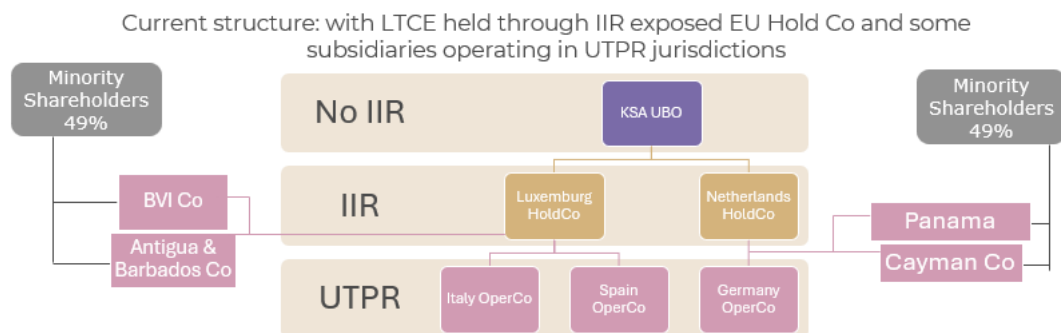 Current structure: with LTCE held through IIR exposed EU Hold Co and some
subsidiaries operating in UTPR jurisdictions
Minority
Shareholders
49%
No IIR
KSA UBO
Minority
Shareholders
49%
BVI Co
Antigua &
Barbados Co
IIR
Luxemburg
HoldCo
Netherlands
HoldCo
Panama
Cayman Co
UTPR
Italy OperCo
Spain
OperCo
Germany
OperCo